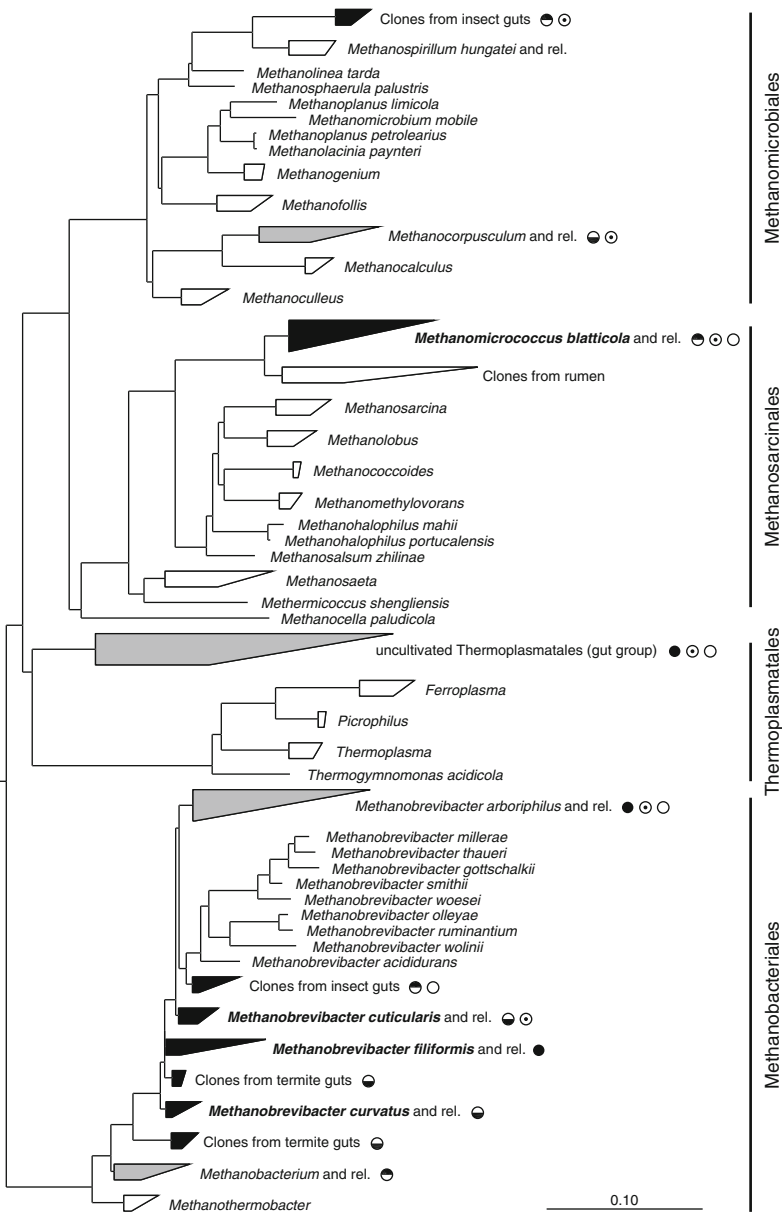 Clones from insect guts
Methanospirillum hungatei and rel.
Methanolinea tarda
Methanosphaerula palustris
Methanoplanus limicola
Methanomicrobium mobile
Methanoplanus petrolearius
Methanolacinia paynteri
Methanogenium
Methanofollis
Methanocorpusculum and rel.
Methanocalculus
Methanoculleus
Methanomicrobiales
Methanomicrococcus blatticola and rel.
Clones from rumen
Methanosarcina
Methanolobus
Methanococcoides
Methanomethylovorans
Methanohalophilus mahii
Methanohalophilus portucalensis
Methanosalsum zhilinae
Methanosaeta
Methermicoccus shengliensis
Methanocella paludicola
Methanosarcinales
uncultivated Thermoplasmatales (gut group)
Ferroplasma
Picrophilus
Thermoplasma
Thermogymnomonas acidicola
Thermoplasmatales
Methanobrevibacter arboriphilus and rel.
Methanobrevibacter millerae
Methanobrevibacter thaueri
Methanobrevibacter gottschalkii
Methanobrevibacter smithii
Methanobrevibacter woesei
Methanobrevibacter olleyae
Methanobrevibacter ruminantium
Methanobrevibacter wolinii
Methanobrevibacter acididurans
Clones from insect guts
Methanobrevibacter cuticularis and rel.
Methanobrevibacter filiformis and rel.
Clones from termite guts
Methanobrevibacter curvatus and rel.
Clones from termite guts
Methanobacterium and rel.
Methanothermobacter
Methanobacteriales
0.10